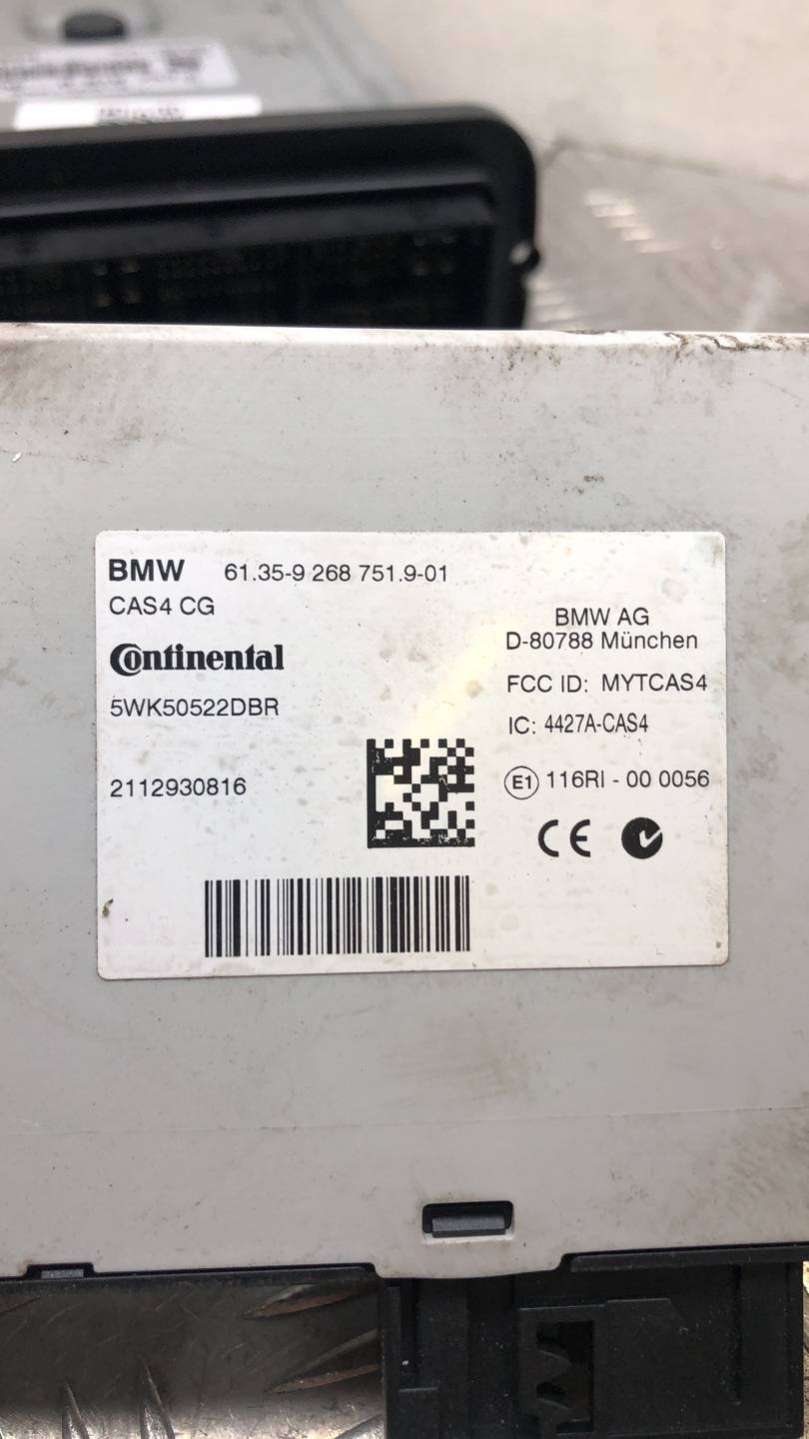 BMW 61.35-9 268 751.9-01
CAS4 CG
Continental
5WK50522DBR
2112930816
BMW AG
D-80788 München
FCC ID: MYTCAS4
IC: 4427A-CAS4
E1 116RI - 00 0056
CE